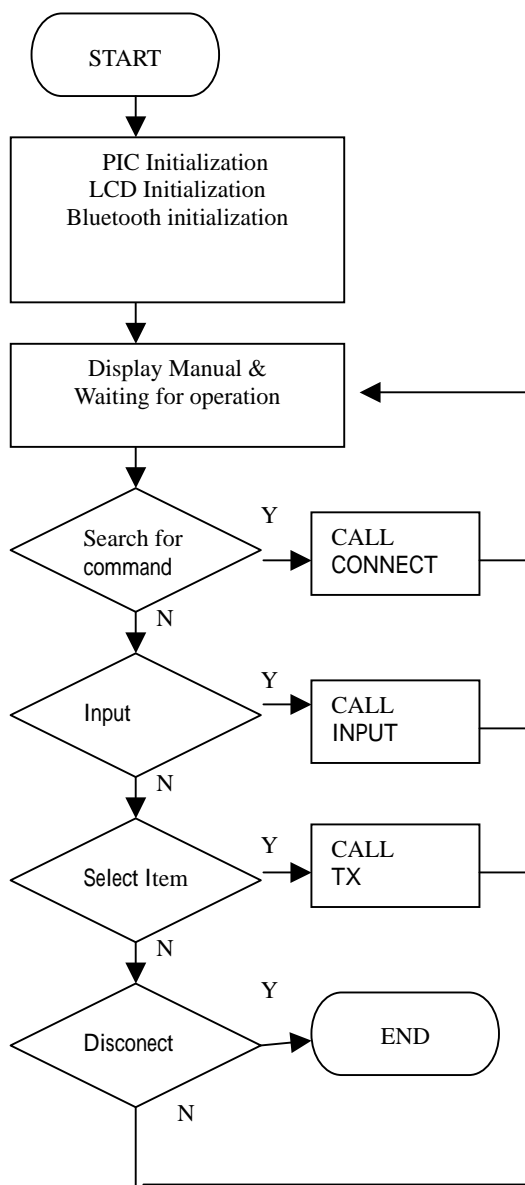 START
PIC Initialization
LCD Initialization
Bluetooth initialization
Display Manual &
Waiting for operation
Search for
command
Y
CALL
CONNECT
N
Input
Y
CALL
INPUT
N
Select Item
Y
CALL
TX
N
Disconect
Y
END
N